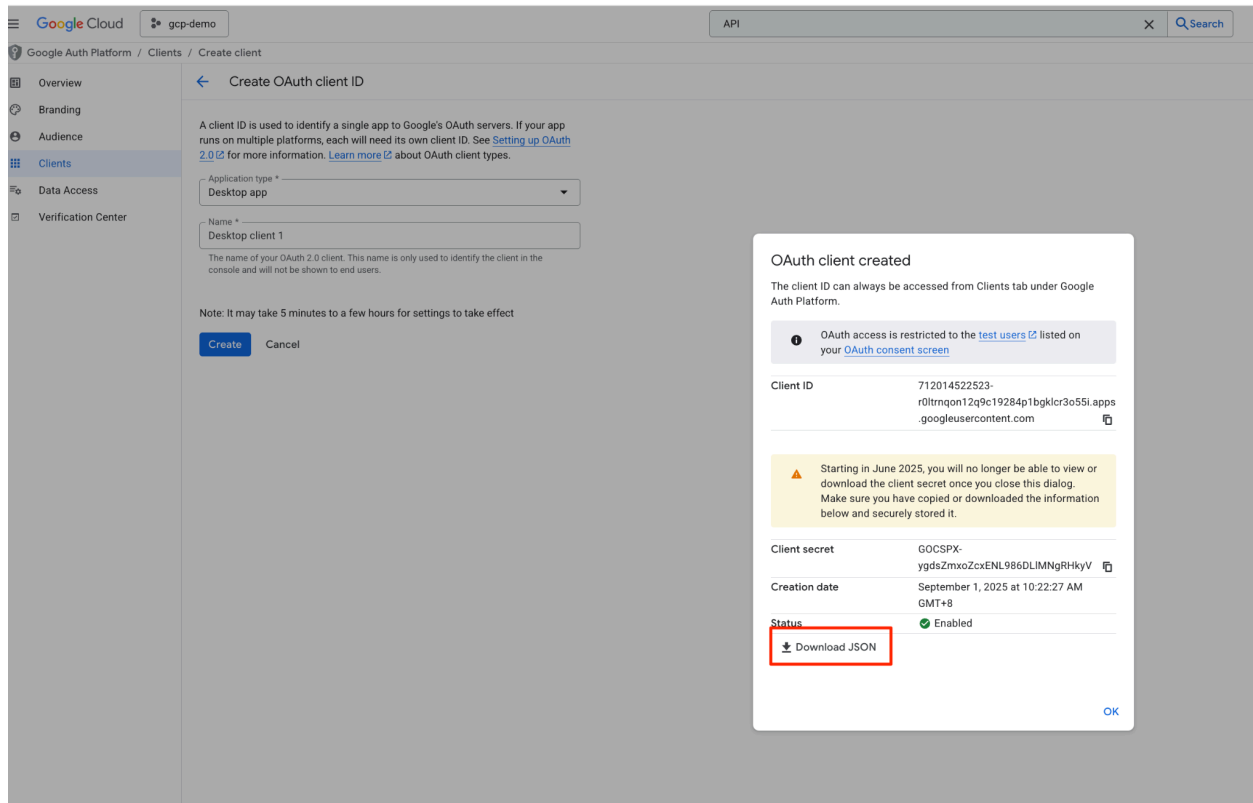 Google Cloud
gcp-demo
API
Search
Google Auth Platform / Clients / Create client
Overview
Branding
Audience
Clients
Data Access
Verification Center
Create OAuth client ID
A client ID is used to identify a single app to Google's OAuth servers. If your app
runs on multiple platforms, each will need its own client ID. See Setting up OAuth
2.0 for more information. Learn more about OAuth client types.
Application type *
Desktop app
Name *
Desktop client 1
The name of your OAuth 2.0 client. This name is only used to identify the client in the
console and will not be shown to end users.
Note: It may take 5 minutes to a few hours for settings to take effect
Create
Cancel
OAuth client created
The client ID can always be accessed from Clients tab under Google
Auth Platform.
OAuth access is restricted to the test users listed on
your OAuth consent screen
Client ID
712014522523-
r0ltrnqon12q9c19284p1bgklcr3o55i.apps
.googleusercontent.com
Starting in June 2025, you will no longer be able to view or
download the client secret once you close this dialog.
Make sure you have copied or downloaded the information
below and securely stored it.
Client secret
GOCSPX-
ygdsZmxoZcxENL986DLlMNgRHkyV
Creation date
September 1, 2025 at 10:22:27 AM
GMT+8
Status
Enabled
Download JSON
OK